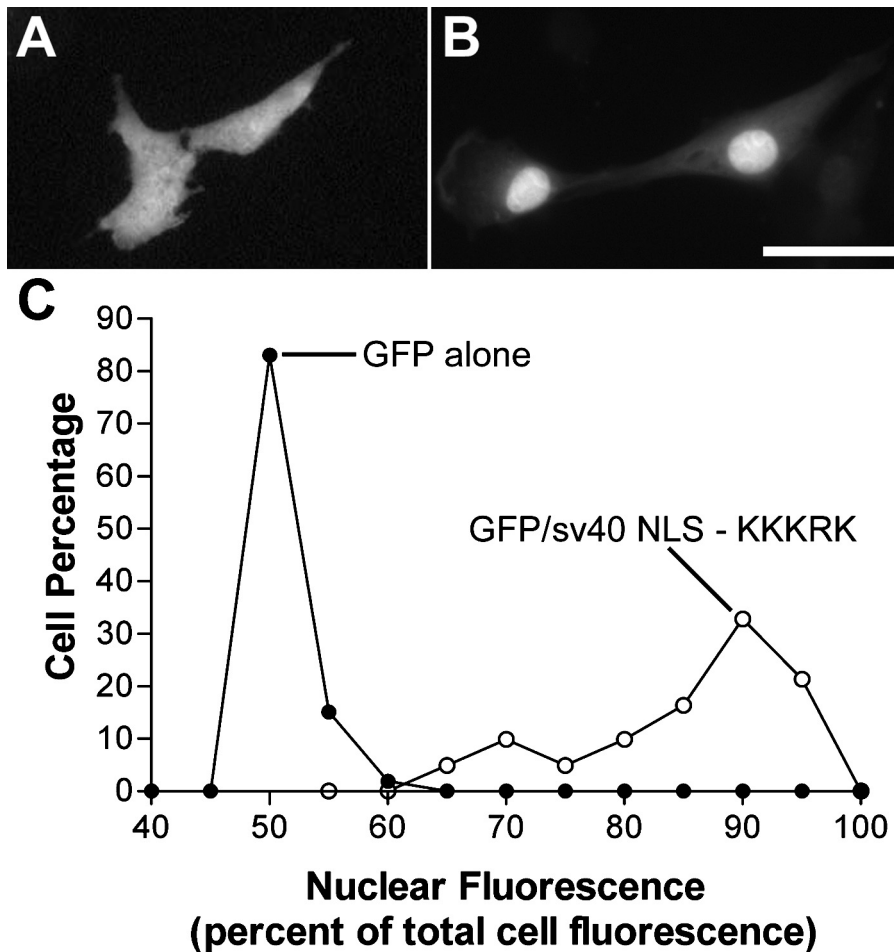 A
B
C
90
80
70
60
50
40
30
20
10
0
Cell Percentage
GFP alone
GFP/sv40 NLS - KKKRK
40 50 60 70 80 90 100
Nuclear Fluorescence
(percent of total cell fluorescence)